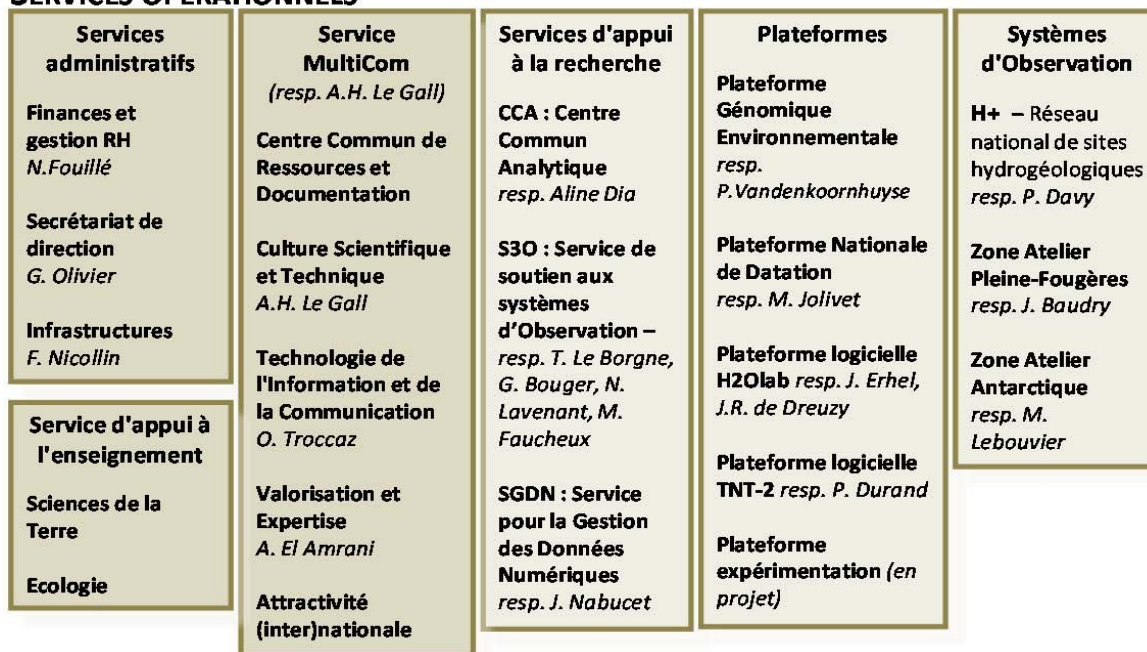 SERVICES OPÉRATIONNELS
Services
administratifs
Finances et
gestion RH
N.Fouillé
Secrétariat de
direction
G. Olivier
Infrastructures
F. Nicollin
Service d'appui à
l'enseignement
Sciences de la
Terre
Ecologie
Service
MultiCom
(resp. A.H. Le Gall)
Centre Commun de
Ressources et
Documentation
Culture Scientifique
et Technique
A.H. Le Gall
Technologie de
l'Information et de
la Communication
O. Troccaz
Valorisation et
Expertise
A. El Amrani
Attractivité
(inter)nationale
Services d'appui
à la recherche
CCA : Centre
Commun
Analytique
resp. Aline Dia
S3O : Service de
soutien aux
systèmes
d'Observation –
resp. T. Le Borgne,
G. Bouger, N.
Lavenant, M.
Faucheux
SGDN : Service
pour la Gestion
des Données
Numériques
resp. J. Nabucet
Plateformes
Plateforme
Génomique
Environnementale
resp.
P.Vandenkoornhuyse
Plateforme Nationale
de Datation
resp. M. Jolivet
Plateforme logicielle
H2Olab resp. J. Erhel,
J.R. de Dreuzy
Plateforme logicielle
TNT-2 resp. P. Durand
Plateforme
expérimentation (en
projet)
Systèmes
d'Observation
H+ – Réseau
national de sites
hydrogéologiques
resp. P. Davy
Zone Atelier
Pleine-Fougères
resp. J. Baudry
Zone Atelier
Antarctique
resp. M.
Lebouvier